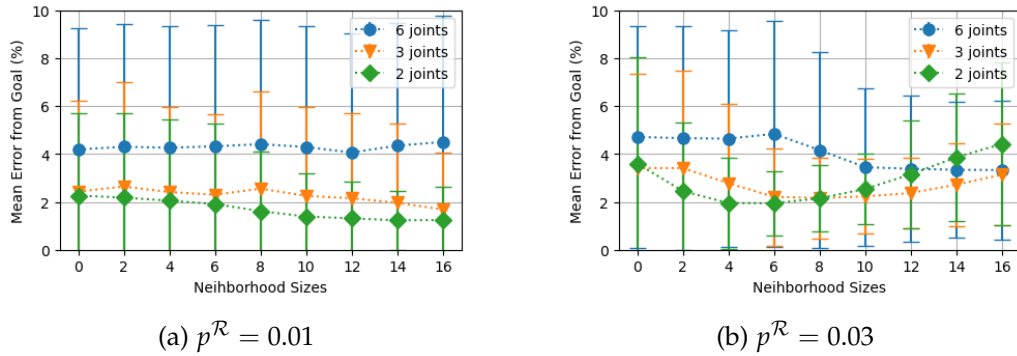 10
8
6
4
2
0
Mean Error from Goal (%)
6 joints
3 joints
2 joints
0 2 4 6 8 10 12 14 16
Neihborhood Sizes
(a) $p^{\mathcal{R}} = 0.01$
10
8
6
4
2
0
Mean Error from Goal (%)
6 joints
3 joints
2 joints
0 2 4 6 8 10 12 14 16
Neihborhood Sizes
(b) $p^{\mathcal{R}} = 0.03$